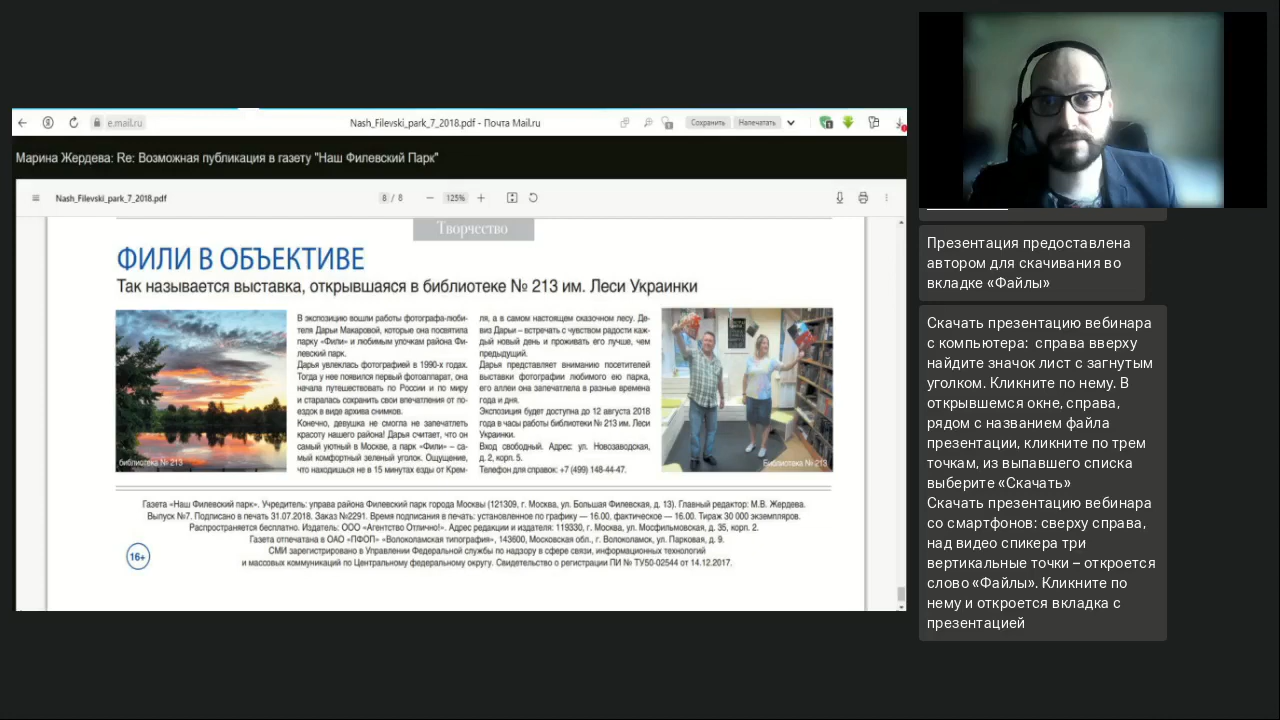 e.mail.ru
Nash_Filevski_park_7_2018.pdf - Почта Mail.ru
Сохранить
Напечатать
Марина Жердева: Re: Возможная публикация в газету "Наш Филевский Парк"
Nash_Filevski_park_7_2018.pdf
8 / 8
125%
Творчество
ФИЛИ В ОБЪЕКТИВЕ
Так называется выставка, открывшаяся в библиотеке № 213 им. Леси Украинки
библиотека № 213
В экспозицию вошли работы фотографа-люби-
теля Дарьи Макаровой, которые она посвятила
парку «Фили» и любимым улочкам района Фи-
левский парк.
Дарья увлеклась фотографией в 1990-х годах.
Тогда у нее появился первый фотоаппарат, она
начала путешествовать по России и по миру
и старалась сохранить свои впечатления от по-
ездок в виде архива снимков.
Конечно, девушка не смогла не запечатлеть
красоту нашего района! Дарья считает, что он
самый уютный в Москве, а парк «Фили» – са-
мый комфортный зеленый уголок. Ощущение,
что находишься не в 15 минутах езды от Крем-
ля, а в самом настоящем сказочном лесу. Де-
виз Дарьи – встречать с чувством радости каж-
дый новый день и проживать его лучше, чем
предыдущий.
Дарья представляет вниманию посетителей
выставки фотографии любимого ею парка,
его аллеи она запечатлела в разные времена
года и дня.
Экспозиция будет доступна до 12 августа 2018
года в часы работы библиотеки № 213 им. Леси
Украинки.
Вход свободный. Адрес: ул. Новозаводская,
д. 2, корп. 5.
Телефон для справок: +7 (499) 148-44-47.
Библиотека № 213
Газета «Наш Филевский парк». Учредитель: управа района Филевский парк города Москвы (121309, г. Москва, ул. Большая Филевская, д. 13). Главный редактор: М.В. Жердева.
Выпуск №7. Подписано в печать 31.07.2018. Заказ №2291. Время подписания в печать: установленное по графику — 16.00, фактическое — 16.00. Тираж 30 000 экземпляров.
Распространяется бесплатно. Издатель: ООО «Агентство Отлично!». Адрес редакции и издателя: 119330, г. Москва, ул. Мосфильмовская, д. 35, корп. 2.
Газета отпечатана в ОАО «ПФОП» «Волоколамская типография», 143600, Московская обл., г. Волоколамск, ул. Парковая, д. 9.
СМИ зарегистрировано в Управлении Федеральной службы по надзору в сфере связи, информационных технологий
и массовых коммуникаций по Центральному федеральному округу. Свидетельство о регистрации ПИ № ТУ50-02544 от 14.12.2017.
16+
Презентация предоставлена
автором для скачивания во
вкладке «Файлы»
Скачать презентацию вебинара
с компьютера: справа вверху
найдите значок лист с загнутым
уголком. Кликните по нему. В
открывшемся окне, справа,
рядом с названием файла
презентации, кликните по трем
точкам, из выпавшего списка
выберите «Скачать»
Скачать презентацию вебинара
со смартфонов: сверху справа,
над видео спикера три
вертикальные точки – откроется
слово «Файлы». Кликните по
нему и откроется вкладка с
презентацией